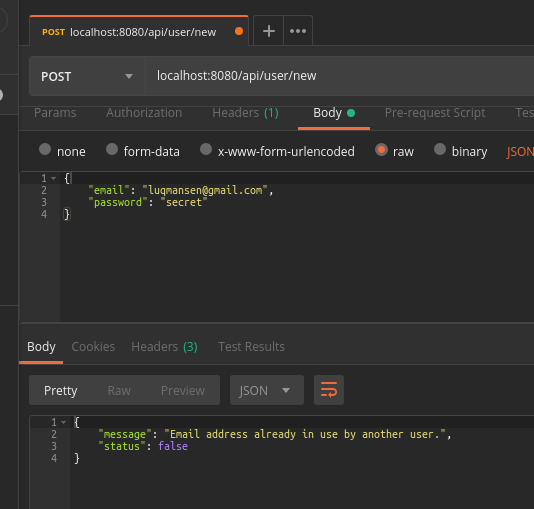 POST localhost:8080/api/user/new
POST localhost:8080/api/user/new
Params Authorization Headers (1) Body Pre-request Script Tes
none form-data x-www-form-urlencoded raw binary JSON
1 {
2 "email": "luqmansen@gmail.com",
3 "password": "secret"
4 }
Body Cookies Headers (3) Test Results
Pretty Raw Preview JSON
1 {
2 "message": "Email address already in use by another user.",
3 "status": false
4 }